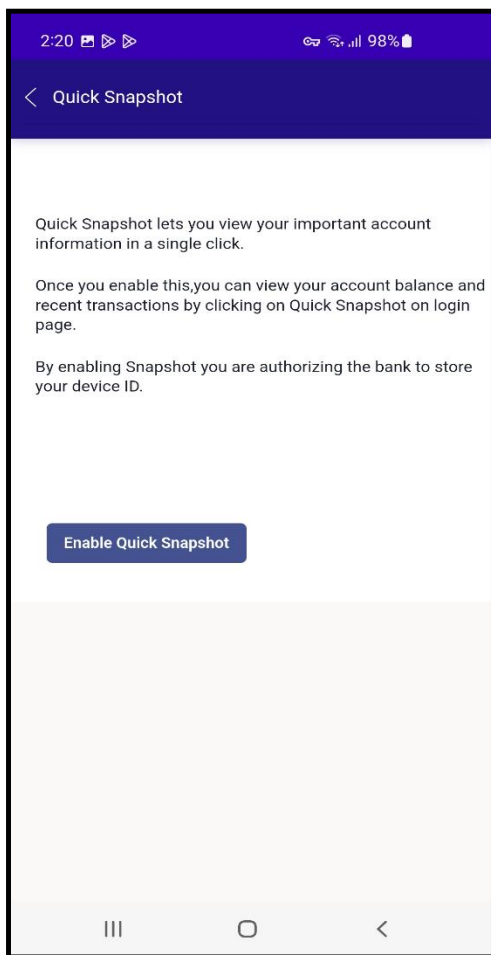 2:20 98%
Quick Snapshot
Quick Snapshot lets you view your important account
information in a single click.
Once you enable this,you can view your account balance and
recent transactions by clicking on Quick Snapshot on login
page.
By enabling Snapshot you are authorizing the bank to store
your device ID.
Enable Quick Snapshot